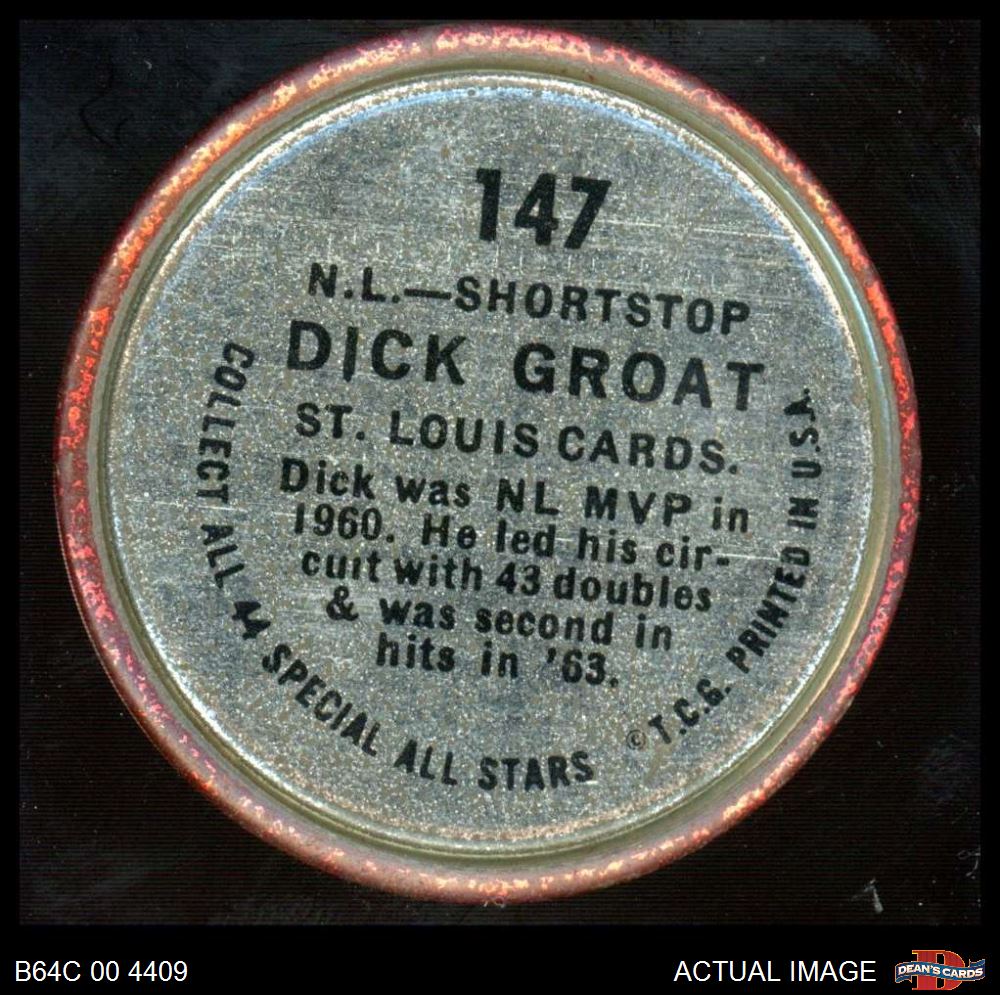 147
N.L.—SHORTSTOP
DICK GROAT
ST. LOUIS CARDS.
Dick was NL MVP in
1960. He led his cir-
cuit with 43 doubles
& was second in
hits in '63.
COLLECT ALL 44 SPECIAL ALL STARS
© T.C.G. PRINTED IN U.S.A.
B64C 00 4409
ACTUAL IMAGE
DEAN'S CARDS